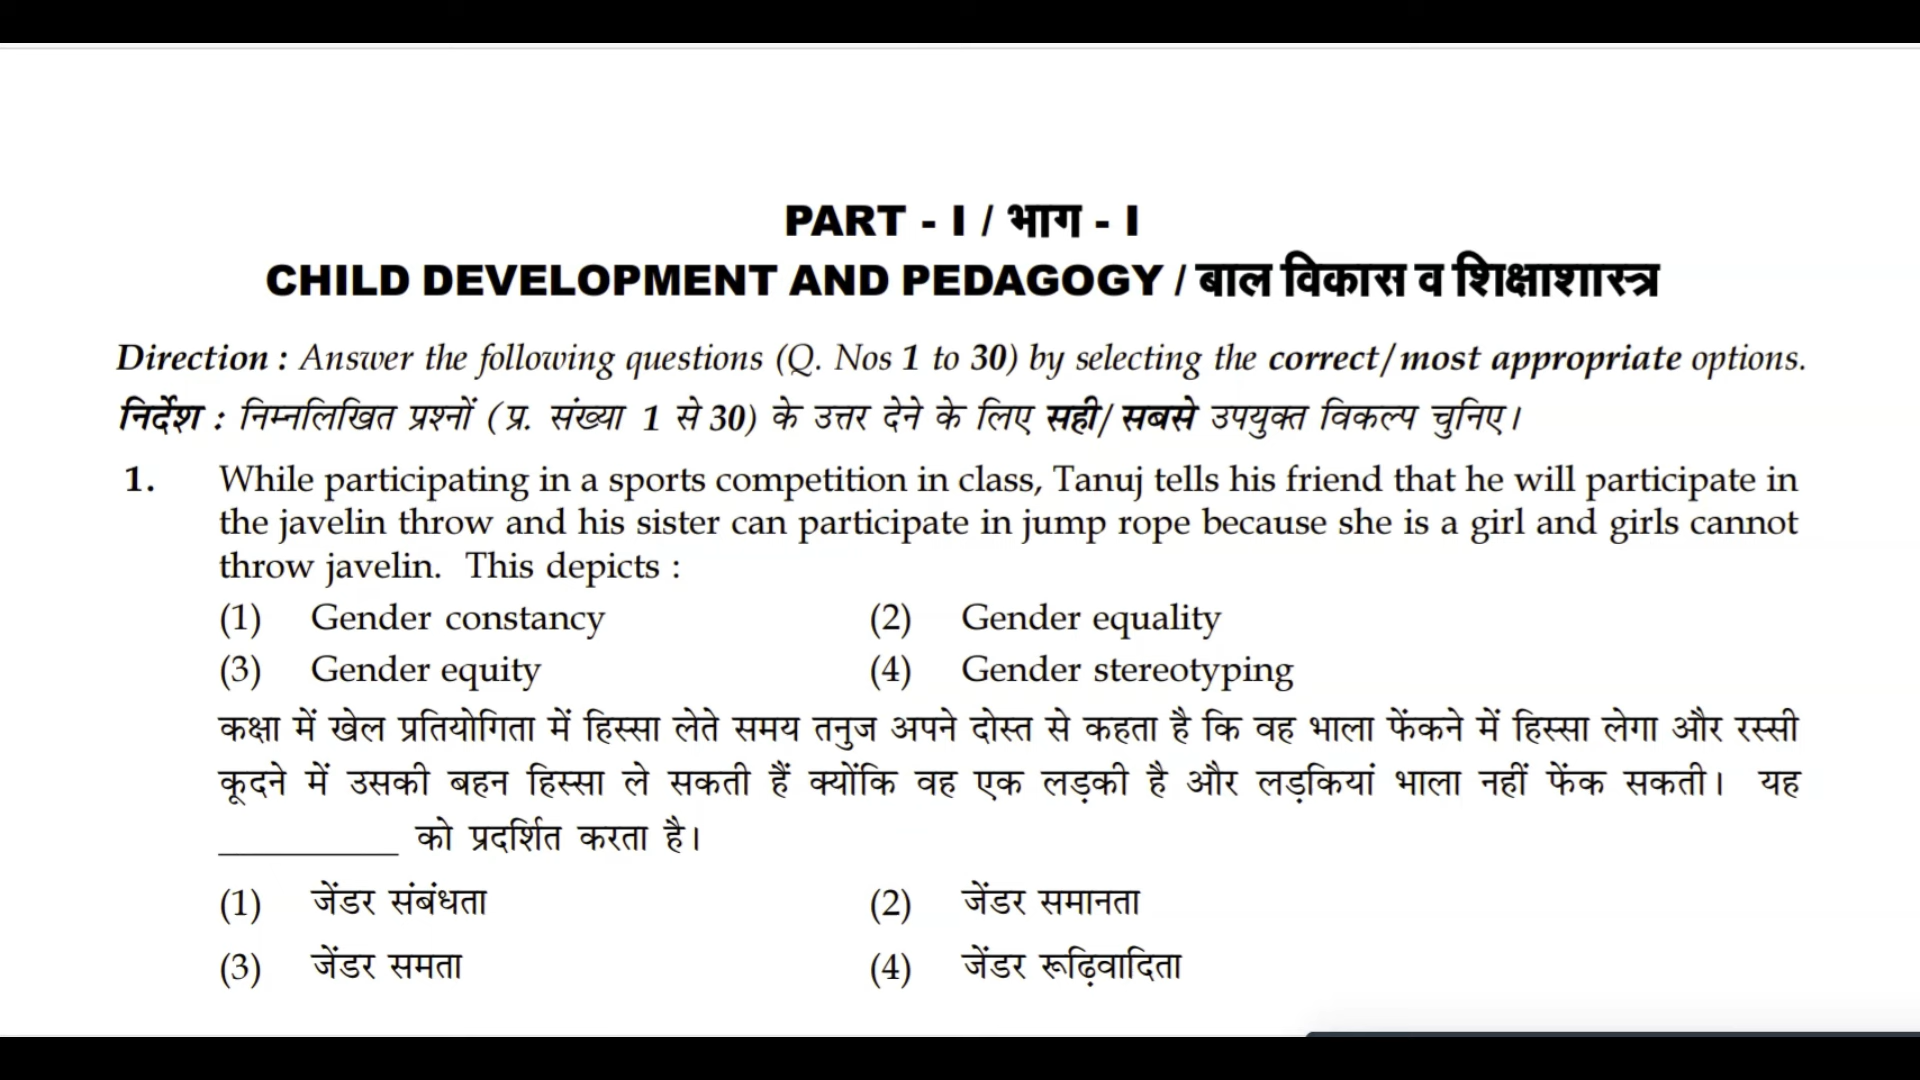 PART - I / भाग - I
CHILD DEVELOPMENT AND PEDAGOGY / बाल विकास व शिक्षाशास्त्र
Direction : Answer the following questions (Q. Nos 1 to 30) by selecting the correct/most appropriate options.
निर्देश : निम्नलिखित प्रश्नों (प्र. संख्या 1 से 30) के उत्तर देने के लिए सही/सबसे उपयुक्त विकल्प चुनिए।
1. While participating in a sports competition in class, Tanuj tells his friend that he will participate in
the javelin throw and his sister can participate in jump rope because she is a girl and girls cannot
throw javelin. This depicts :
(1) Gender constancy (2) Gender equality
(3) Gender equity (4) Gender stereotyping
कक्षा में खेल प्रतियोगिता में हिस्सा लेते समय तनुज अपने दोस्त से कहता है कि वह भाला फेंकने में हिस्सा लेगा और रस्सी
कूदने में उसकी बहन हिस्सा ले सकती हैं क्योंकि वह एक लड़की है और लड़कियां भाला नहीं फेंक सकती। यह
__________ को प्रदर्शित करता है।
(1) जेंडर संबंधता (2) जेंडर समानता
(3) जेंडर समता (4) जेंडर रूढ़िवादिता